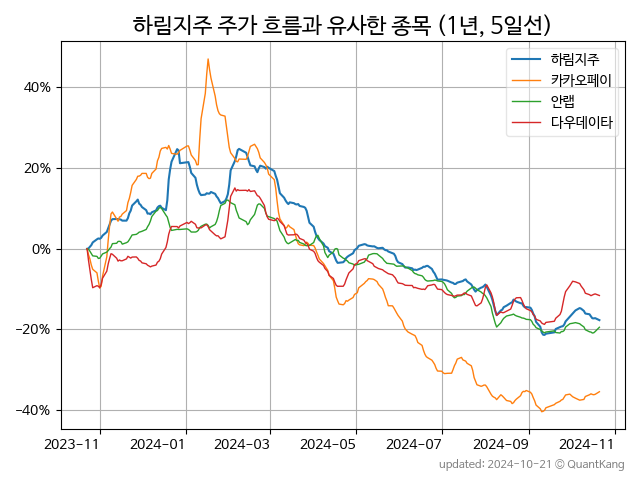 하림지주 주가 흐름과 유사한 종목 (1년, 5일선)
하림지주
카카오페이
안랩
다우데이타
40%
20%
0%
−20%
−40%
2023-11 2024-01 2024-03 2024-05 2024-07 2024-09 2024-11
updated: 2024-10-21 © QuantKang